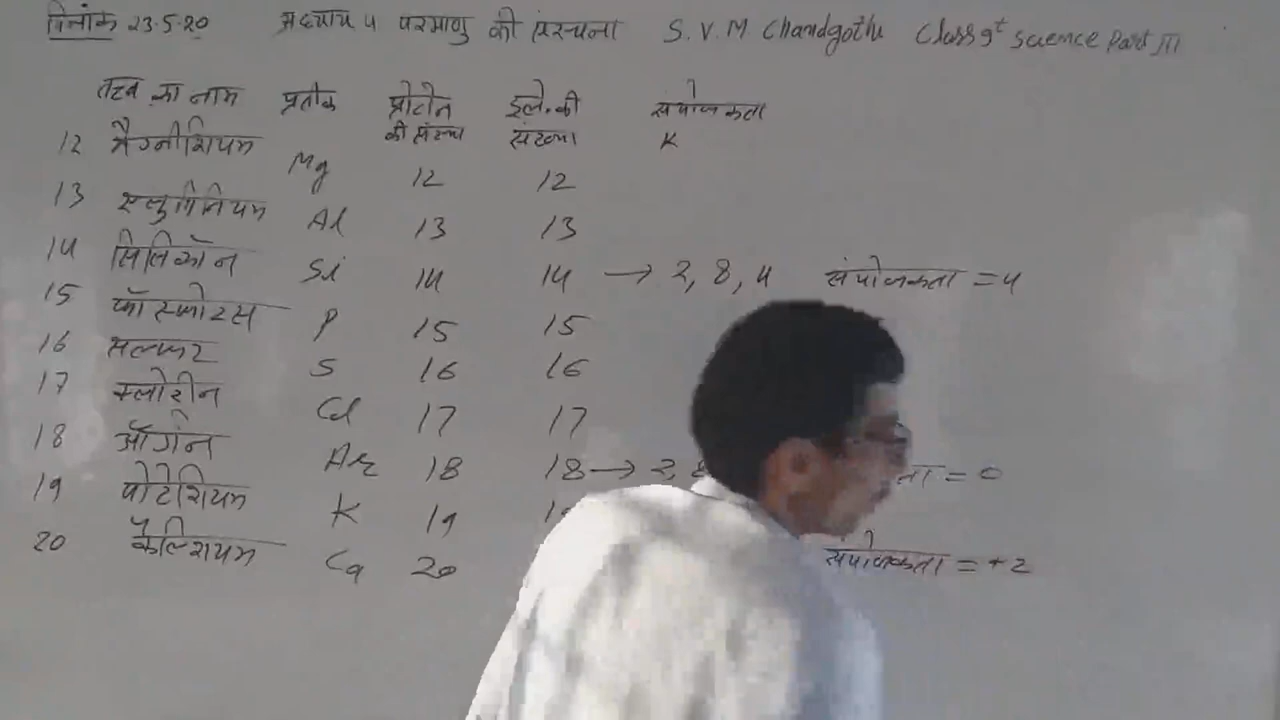 दिनांक 23.5.20 अध्याय 4 परमाणु की संरचना S.V.M Chandgothi Class 9th Science Part III
तत्व का नाम प्रतीक प्रोटोन की संख्या इले. की संख्या संयोजकता
K
12 मैग्नीशियम Mg 12 12
13 एलुमिनियम Al 13 13
14 सिलिकॉन Si 14 14 → 2, 8, 4 संयोजकता = 4
15 फॉस्फोरस P 15 15
16 सल्फर S 16 16
17 क्लोरीन Cl 17 17
18 ऑर्गन Ar 18 18 → 2, 8 ता = 0
19 पोटेशियम K 19
20 कैल्शियम Ca 20 संयोजकता = +2